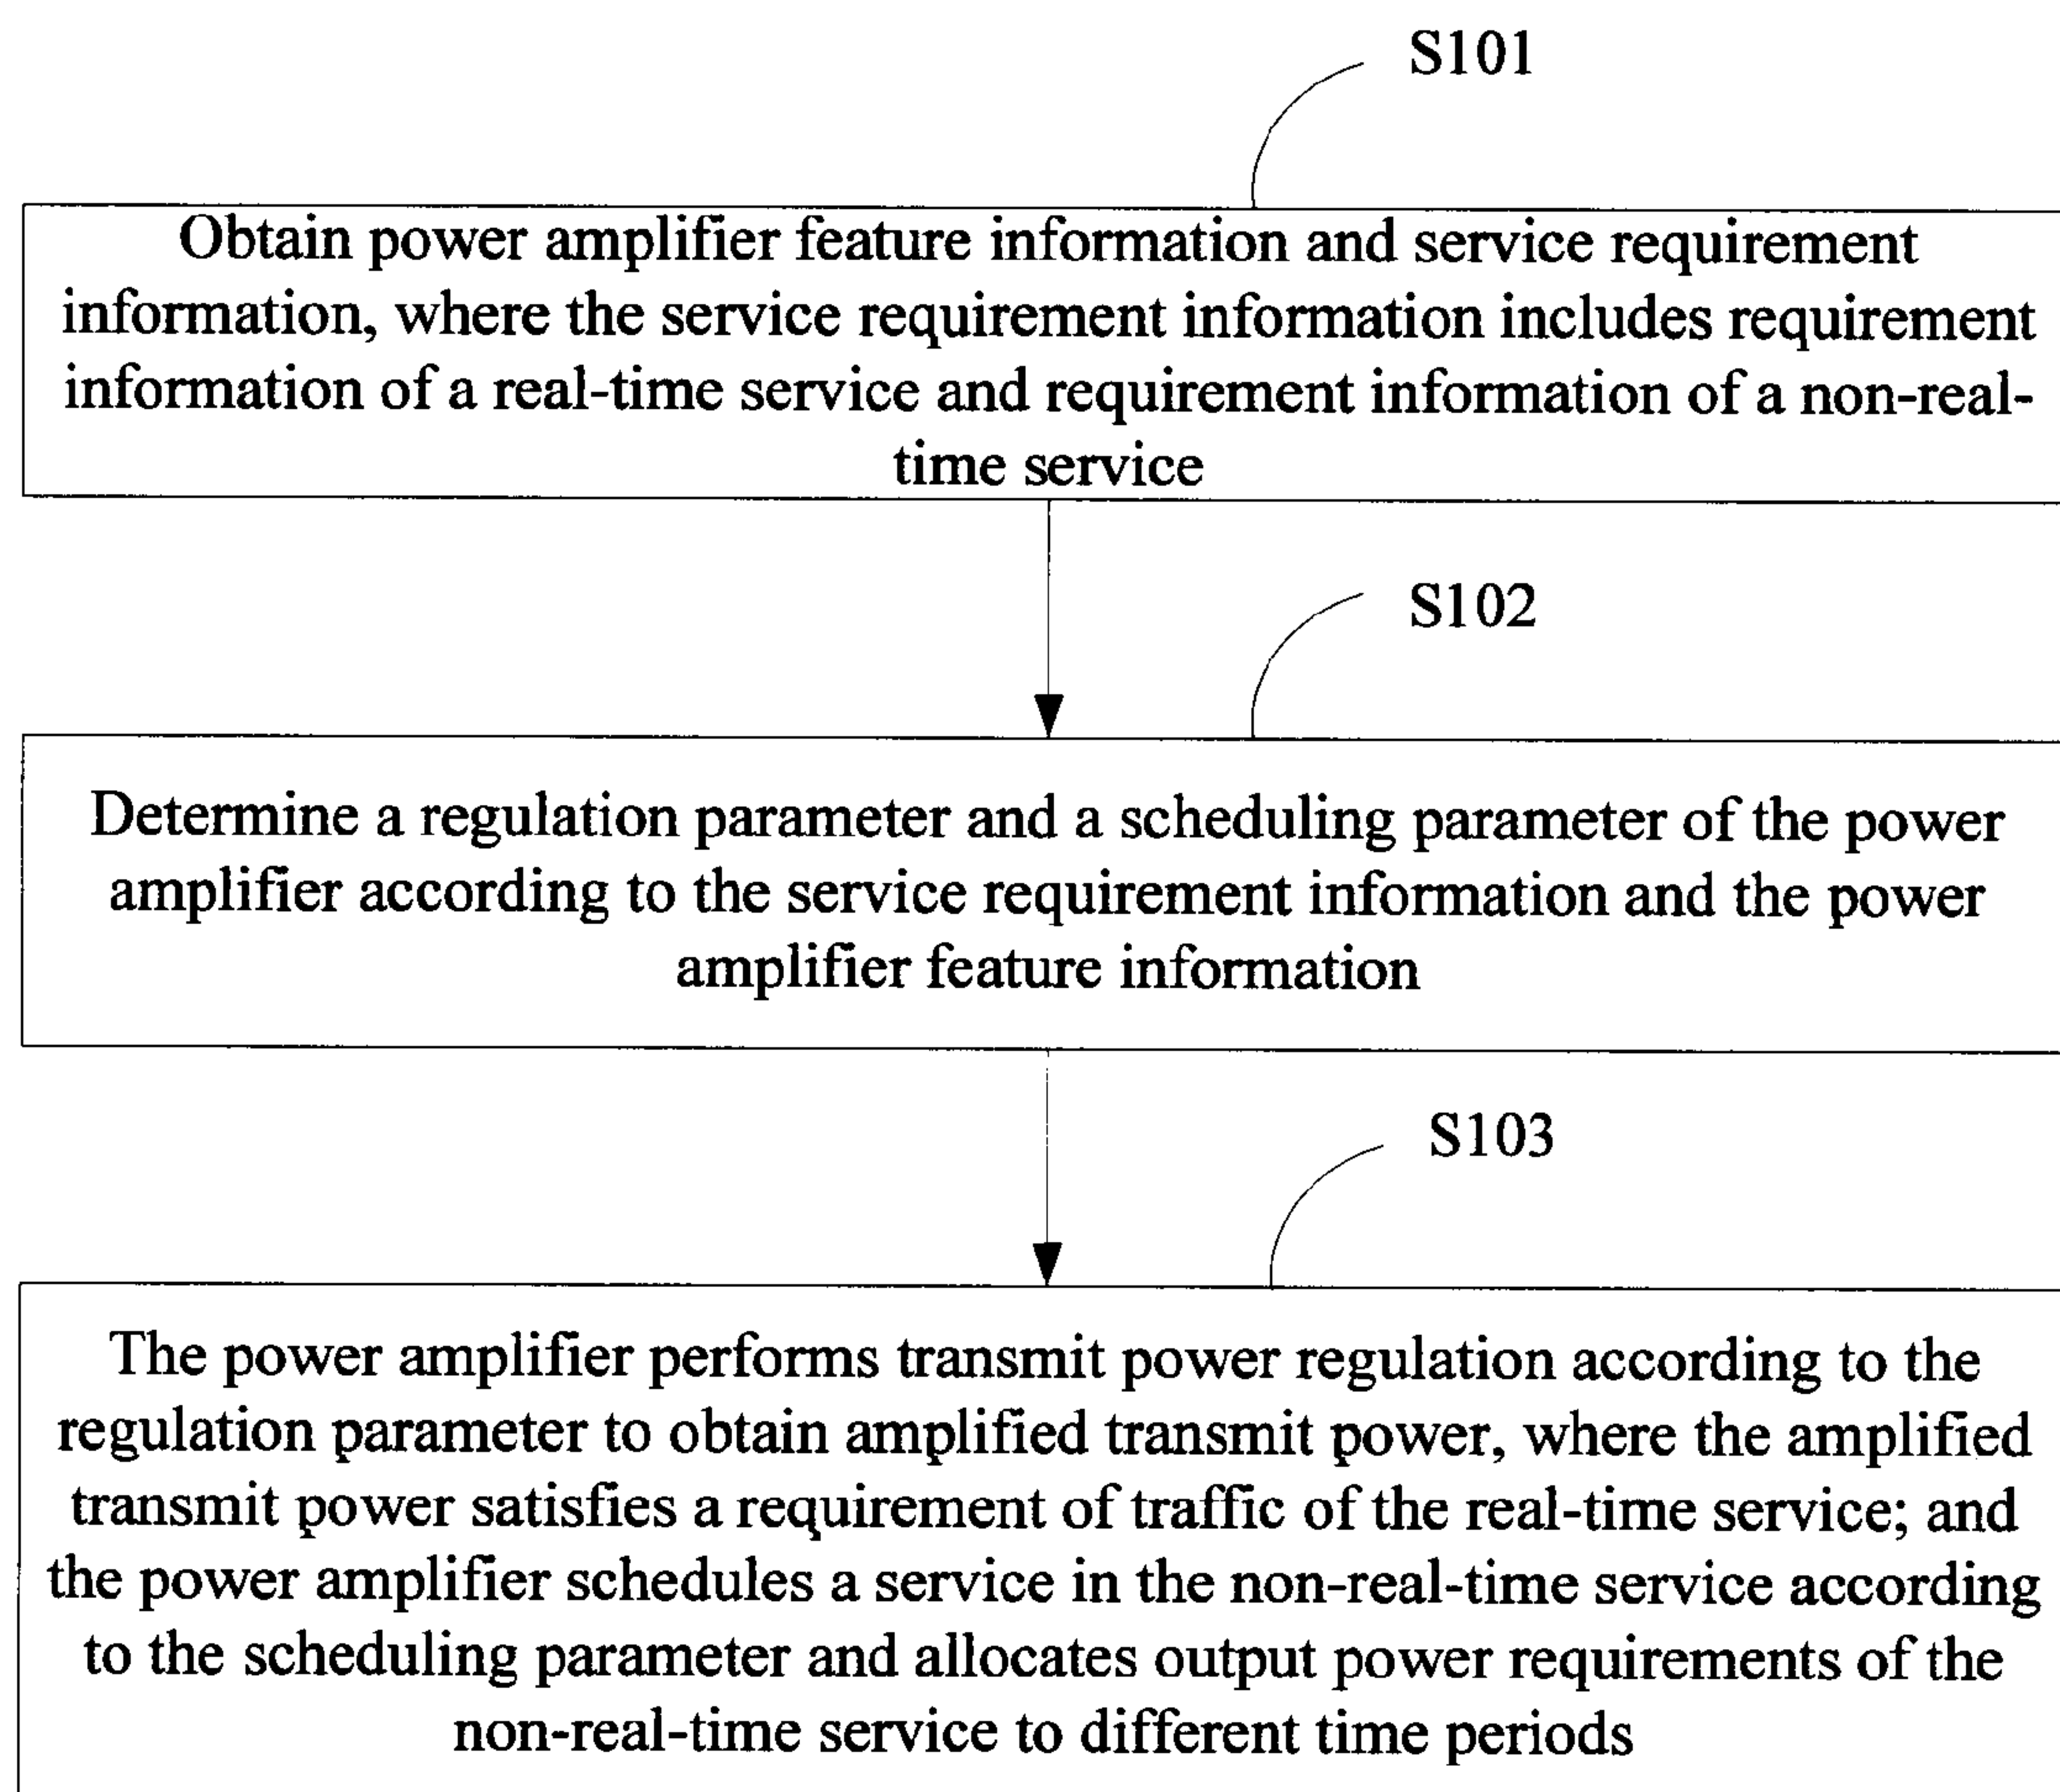 S101
Obtain power amplifier feature information and service requirement
information, where the service requirement information includes requirement
information of a real-time service and requirement information of a non-real-
time service
S102
Determine a regulation parameter and a scheduling parameter of the power
amplifier according to the service requirement information and the power
amplifier feature information
S103
The power amplifier performs transmit power regulation according to the
regulation parameter to obtain amplified transmit power, where the amplified
transmit power satisfies a requirement of traffic of the real-time service; and
the power amplifier schedules a service in the non-real-time service according
to the scheduling parameter and allocates output power requirements of the
non-real-time service to different time periods